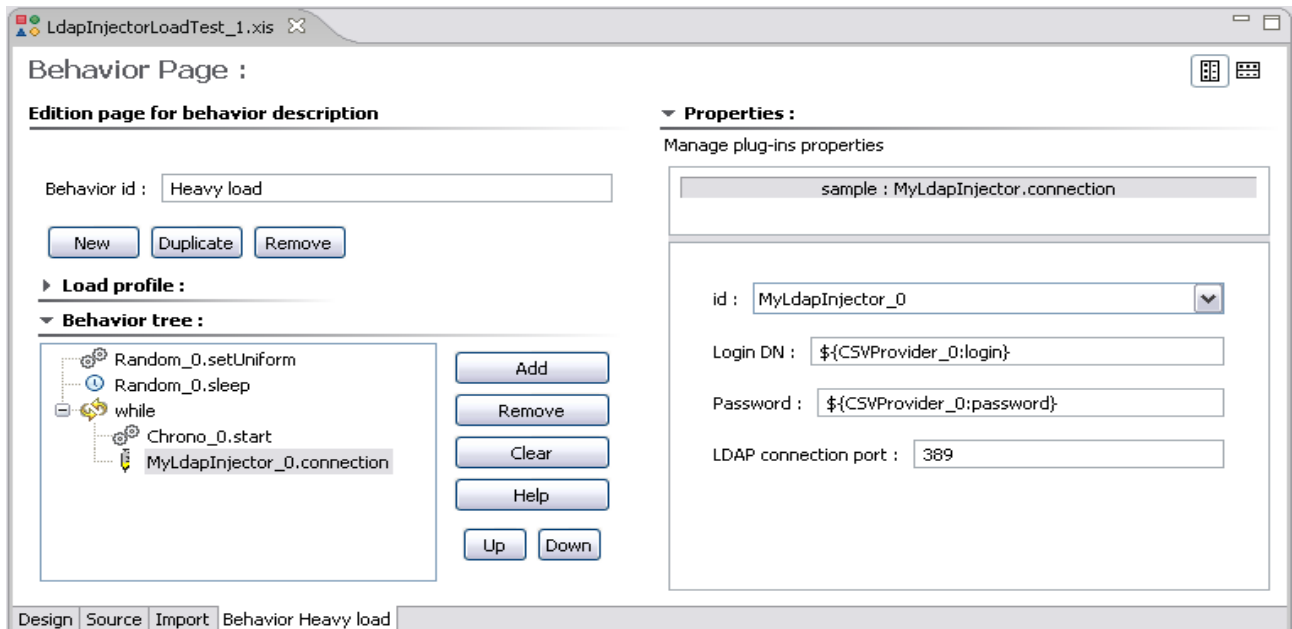 LdapInjectorLoadTest_1.xis
Behavior Page :
Edition page for behavior description
Behavior id : Heavy load
New Duplicate Remove
Load profile :
Behavior tree :
Random_0.setUniform
Random_0.sleep
while
Chrono_0.start
MyLdapInjector_0.connection
Add
Remove
Clear
Help
Up Down
Properties :
Manage plug-ins properties
sample : MyLdapInjector.connection
id : MyLdapInjector_0
Login DN : ${CSVProvider_0:login}
Password : ${CSVProvider_0:password}
LDAP connection port : 389
Design Source Import Behavior Heavy load